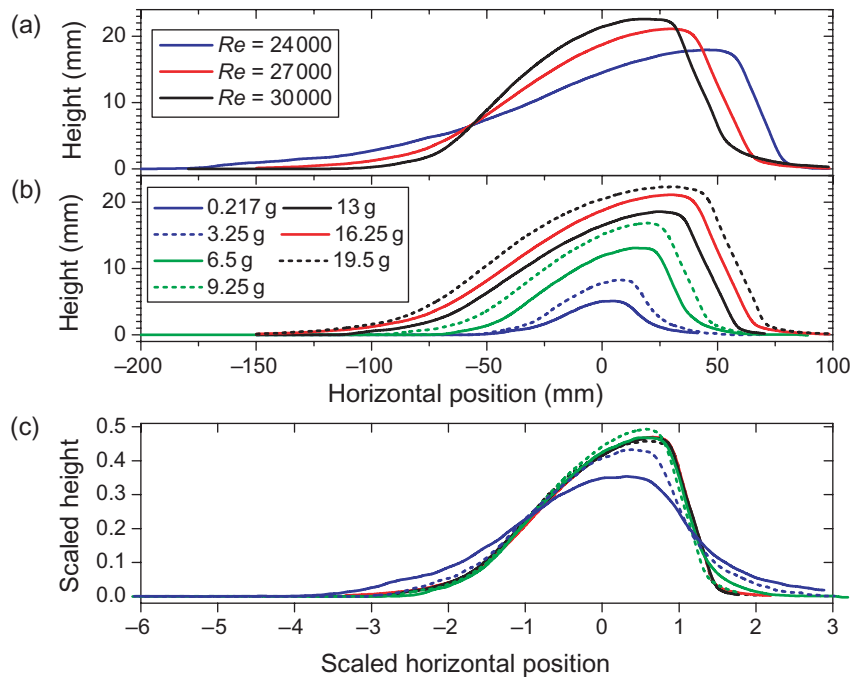 (a)
Height (mm)
20
10
0
Re = 24 000
Re = 27 000
Re = 30 000
(b)
Height (mm)
20
10
0
0.217 g
13 g
3.25 g
16.25 g
6.5 g
19.5 g
9.25 g
–200 –150 –100 –50 0 50 100
Horizontal position (mm)
(c)
Scaled height
0.5
0.4
0.3
0.2
0.1
0.0
–6 –5 –4 –3 –2 –1 0 1 2 3
Scaled horizontal position